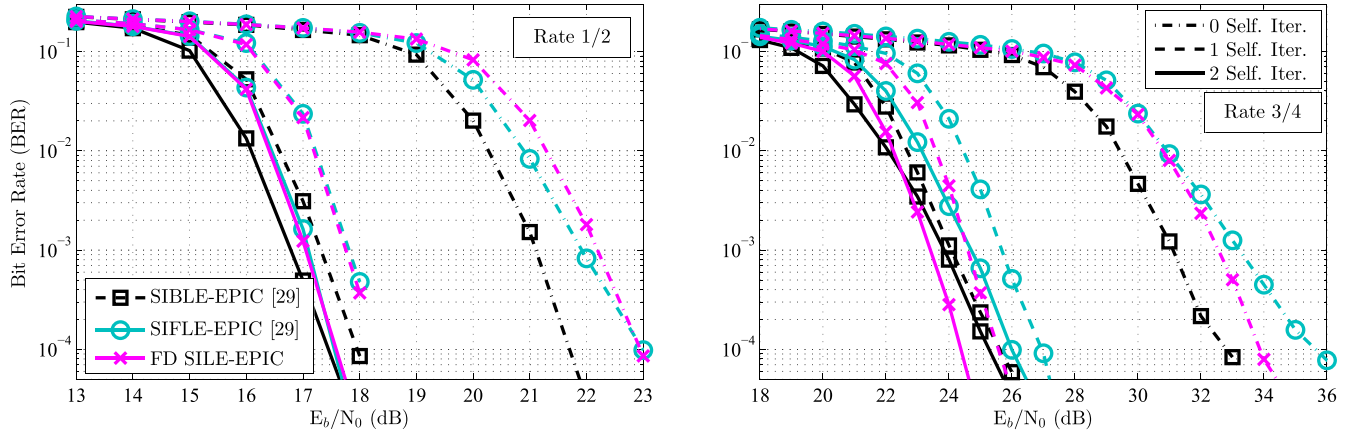 Bit Error Rate (BER)
10^-1
10^-2
10^-3
10^-4
Rate 1/2
SIBLE-EPIC [29]
SIFLE-EPIC [29]
FD SILE-EPIC
13 14 15 16 17 18 19 20 21 22 23
E_b/N_0 (dB)
10^-1
10^-2
10^-3
10^-4
0 Self. Iter.
1 Self. Iter.
2 Self. Iter.
Rate 3/4
18 20 22 24 26 28 30 32 34 36
E_b/N_0 (dB)